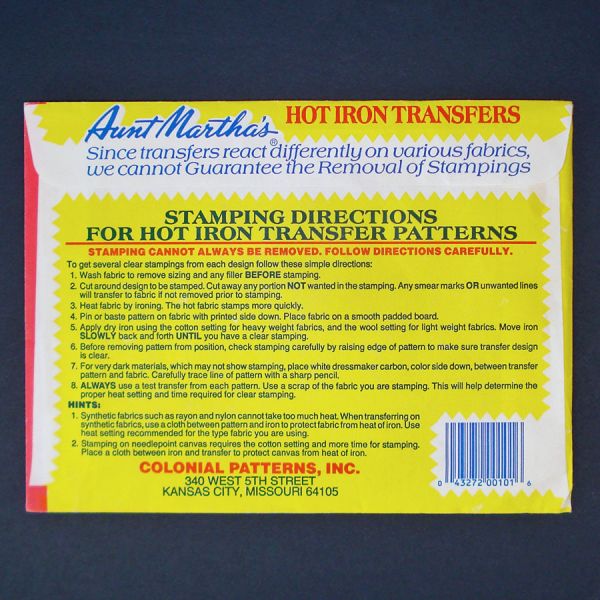 Aunt Martha's® HOT IRON TRANSFERS
Since transfers react differently on various fabrics,
we cannot Guarantee the Removal of Stampings
STAMPING DIRECTIONS
FOR HOT IRON TRANSFER PATTERNS
STAMPING CANNOT ALWAYS BE REMOVED. FOLLOW DIRECTIONS CAREFULLY.
To get several clear stampings from each design follow these simple directions:
1. Wash fabric to remove sizing and any filler BEFORE stamping.
2. Cut around design to be stamped. Cut away any portion NOT wanted in the stamping. Any smear marks OR unwanted lines
will transfer to fabric if not removed prior to stamping.
3. Heat fabric by ironing. The hot fabric stamps more quickly.
4. Pin or baste pattern on fabric with printed side down. Place fabric on a smooth padded board.
5. Apply dry iron using the cotton setting for heavy weight fabrics, and the wool setting for light weight fabrics. Move iron
SLOWLY back and forth UNTIL you have a clear stamping.
6. Before removing pattern from position, check stamping carefully by raising edge of pattern to make sure transfer design
is clear.
7. For very dark materials, which may not show stamping, place white dressmaker carbon, color side down, between transfer
pattern and fabric. Carefully trace line of pattern with a sharp pencil.
8. ALWAYS use a test transfer from each pattern. Use a scrap of the fabric you are stamping. This will help determine the
proper heat setting and time required for clear stamping.
HINTS:
1. Synthetic fabrics such as rayon and nylon cannot take too much heat. When transferring on
synthetic fabrics, use a cloth between pattern and iron to protect fabric from heat of iron. Use
heat setting recommended for the type fabric you are using.
2. Stamping on needlepoint canvas requires the cotton setting and more time for stamping.
Place a cloth between iron and transfer to protect canvas from heat of iron.
COLONIAL PATTERNS, INC.
340 WEST 5TH STREET
KANSAS CITY, MISSOURI 64105
0 43272 00101 6